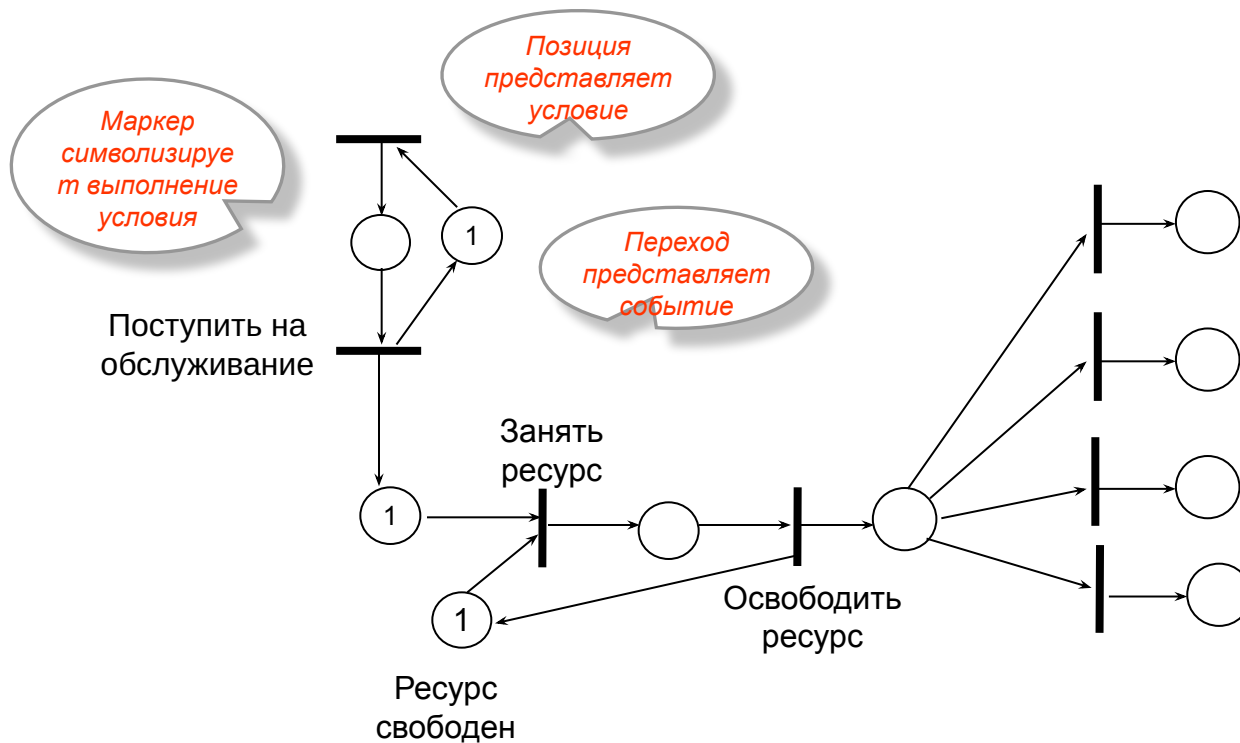 Позиция
представляет
условие
Маркер
символизируе
т выполнение
условия
1
Переход
представляет
событие
Поступить на
обслуживание
Занять
ресурс
1
1
Освободить
ресурс
Ресурс
свободен